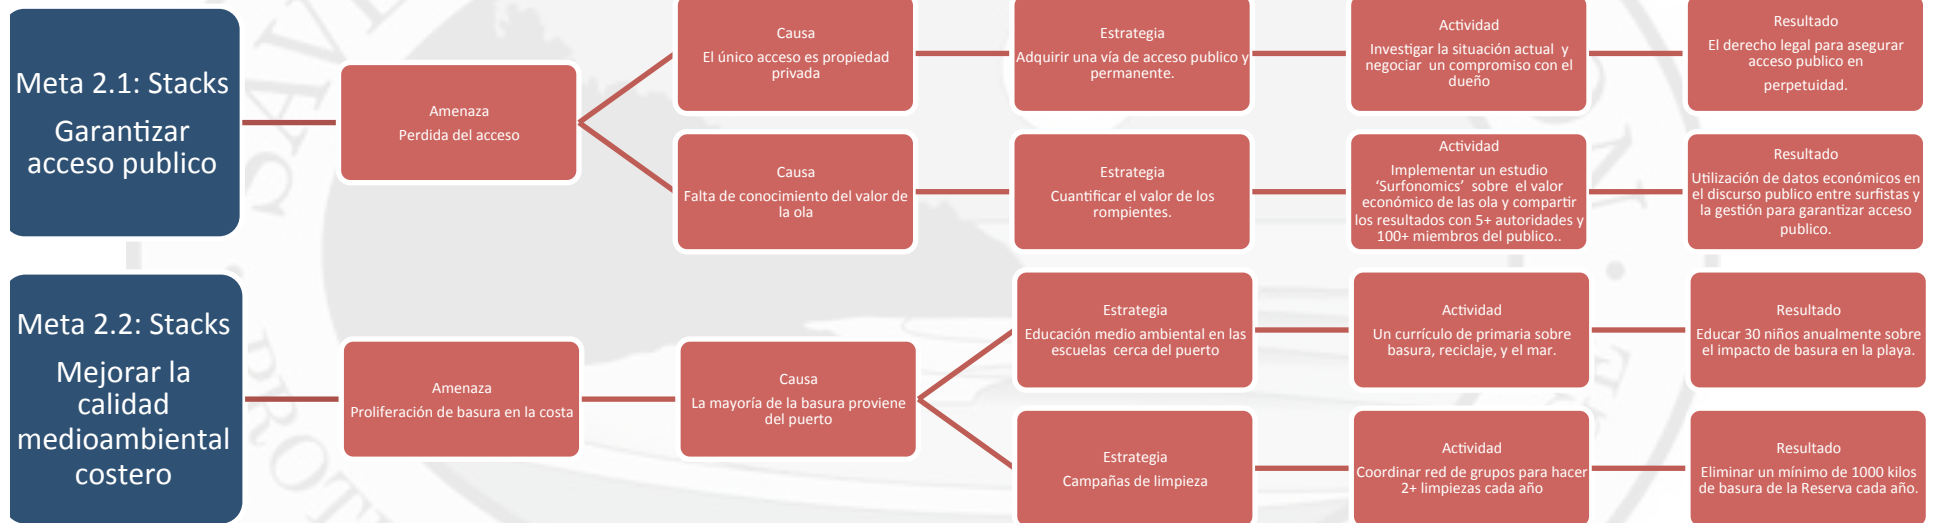 Meta 2.1: Stacks
Garantizar
acceso publico
Amenaza
Perdida del acceso
Causa
El único acceso es propiedad
privada
Estrategia
Adquirir una vía de acceso publico y
permanente.
Actividad
Investigar la situación actual y
negociar un compromiso con el
dueño
Resultado
El derecho legal para asegurar
acceso publico en
perpetuidad.
Causa
Falta de conocimiento del valor de
la ola
Estrategia
Cuantificar el valor de los
rompientes.
Actividad
Implementar un estudio
‘Surfonomics’ sobre el valor
económico de las ola y compartir
los resultados con 5+ autoridades y
100+ miembros del publico..
Resultado
Utilización de datos económicos en
el discurso publico entre surfistas y
la gestión para garantizar acceso
publico.
Meta 2.2: Stacks
Mejorar la
calidad
medioambiental
costero
Amenaza
Proliferación de basura en la costa
Causa
La mayoría de la basura proviene
del puerto
Estrategia
Educación medio ambiental en las
escuelas cerca del puerto
Actividad
Un currículo de primaria sobre
basura, reciclaje, y el mar.
Resultado
Educar 30 niños anualmente sobre
el impacto de basura en la playa.
Estrategia
Campañas de limpieza
Actividad
Coordinar red de grupos para hacer
2+ limpiezas cada año
Resultado
Eliminar un mínimo de 1000 kilos
de basura de la Reserva cada año.